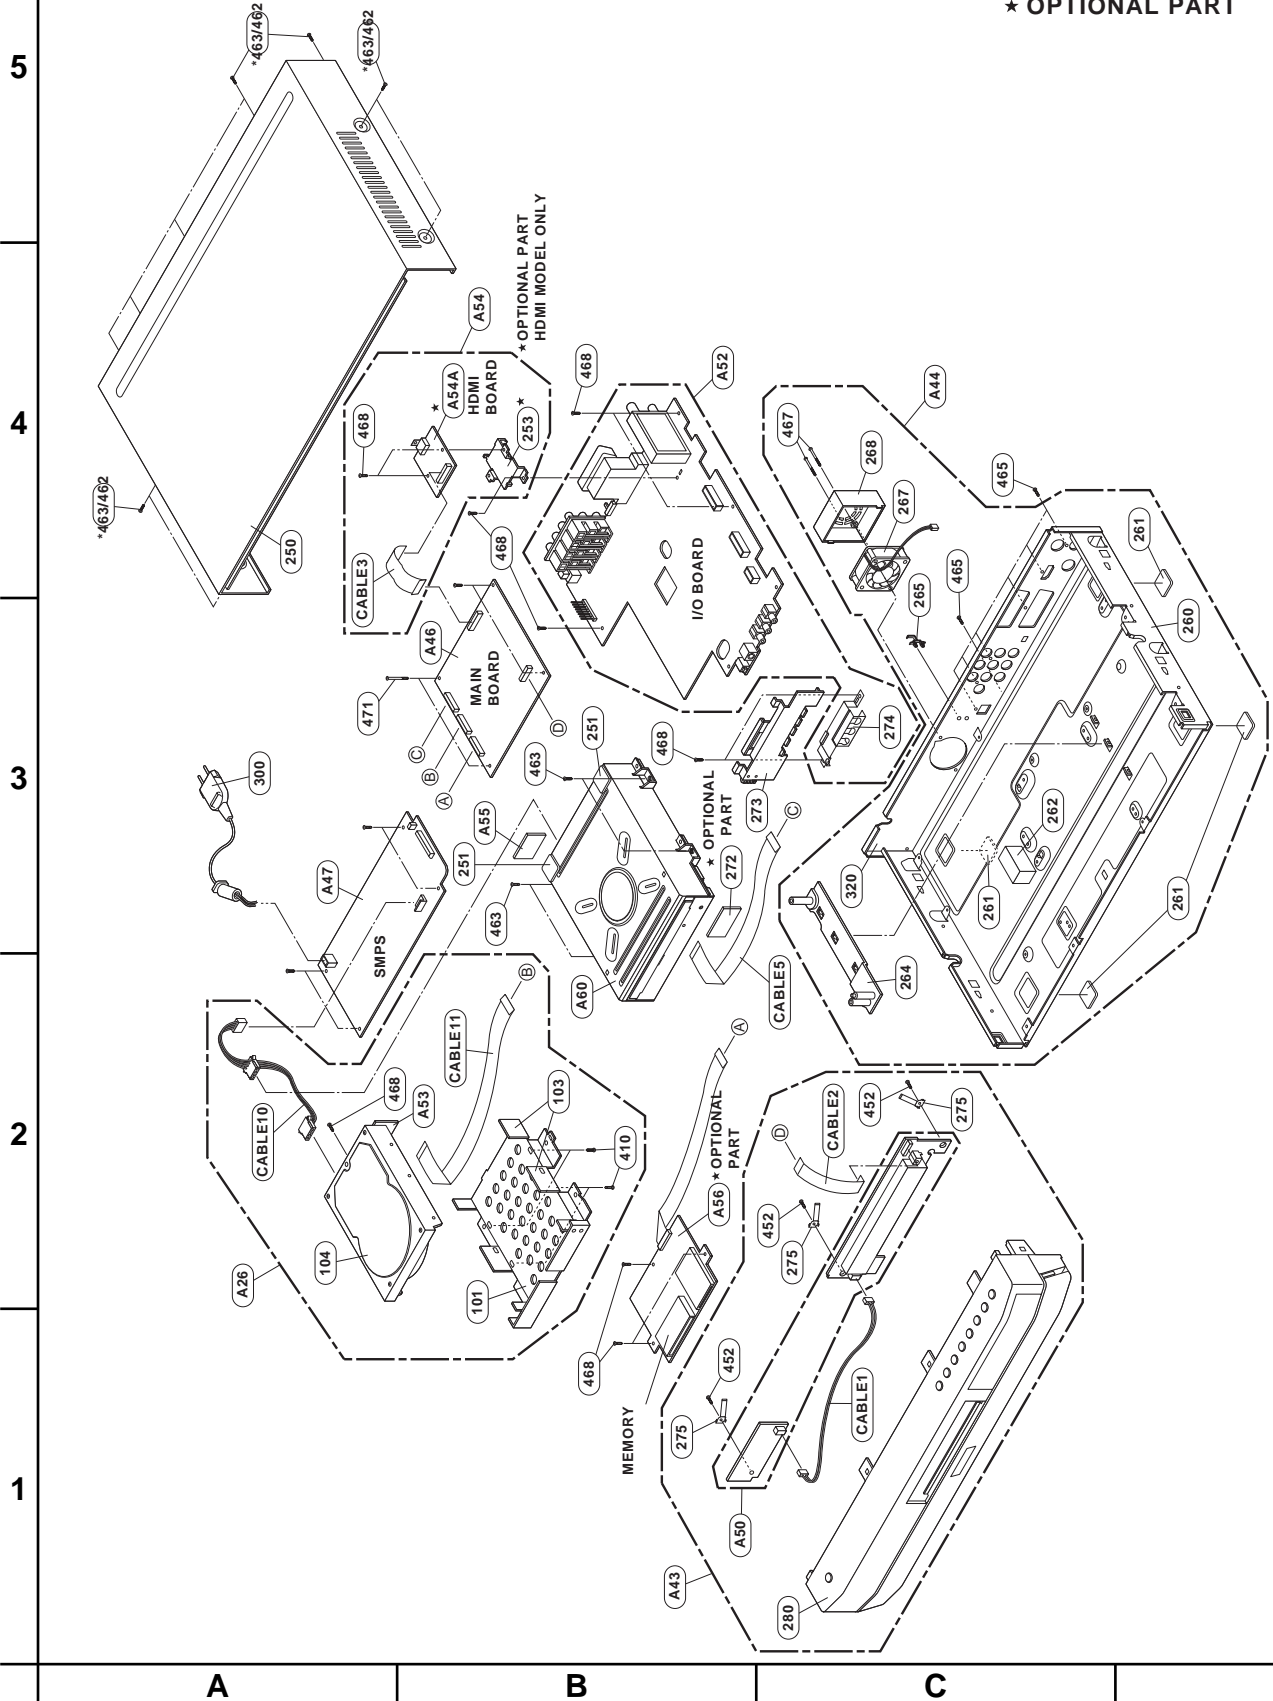 ★ OPTIONAL PART
5
4
3
2
1
A
B
C
*463/462
*463/462
*463/462
250
A54
★ OPTIONAL PART
HDMI MODEL ONLY
468
A54A
★
HDMI
BOARD
★
253
468
CABLE3
468
A52
I/O BOARD
A46
MAIN
BOARD
471
C
B
A
D
300
A47
SMPS
A55
251
463
251
463
A60
468
★ OPTIONAL
PART
272
273
274
C
CABLE5
A44
467
268
267
265
465
465
261
260
320
262
261
261
264
A26
CABLE10
468
A53
104
CABLE11
B
103
410
101
A
★ OPTIONAL
PART
A56
468
MEMORY
452
275
D
CABLE2
452
275
452
275
CABLE1
A50
A43
280